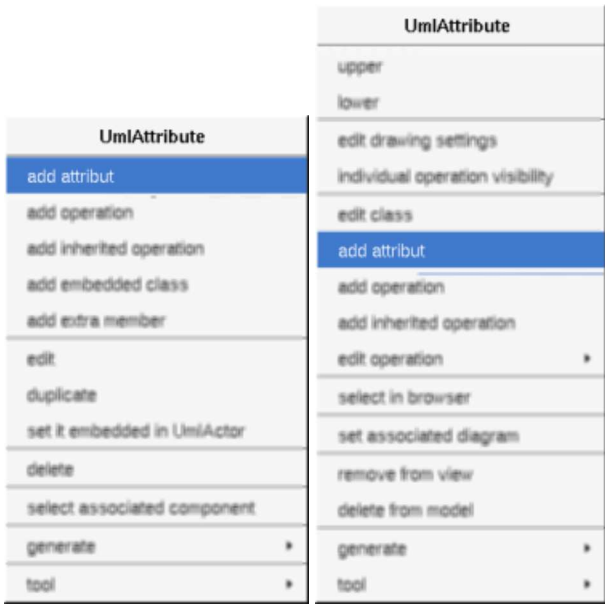 UmlAttribute
add attribut
add operation
add inherited operation
add embedded class
add extra member
edit
duplicate
set it embedded in UmlActor
delete
select associated component
generate
tool
UmlAttribute
upper
lower
edit drawing settings
individual operation visibility
edit class
add attribut
add operation
add inherited operation
edit operation
select in browser
set associated diagram
remove from view
delete from model
generate
tool